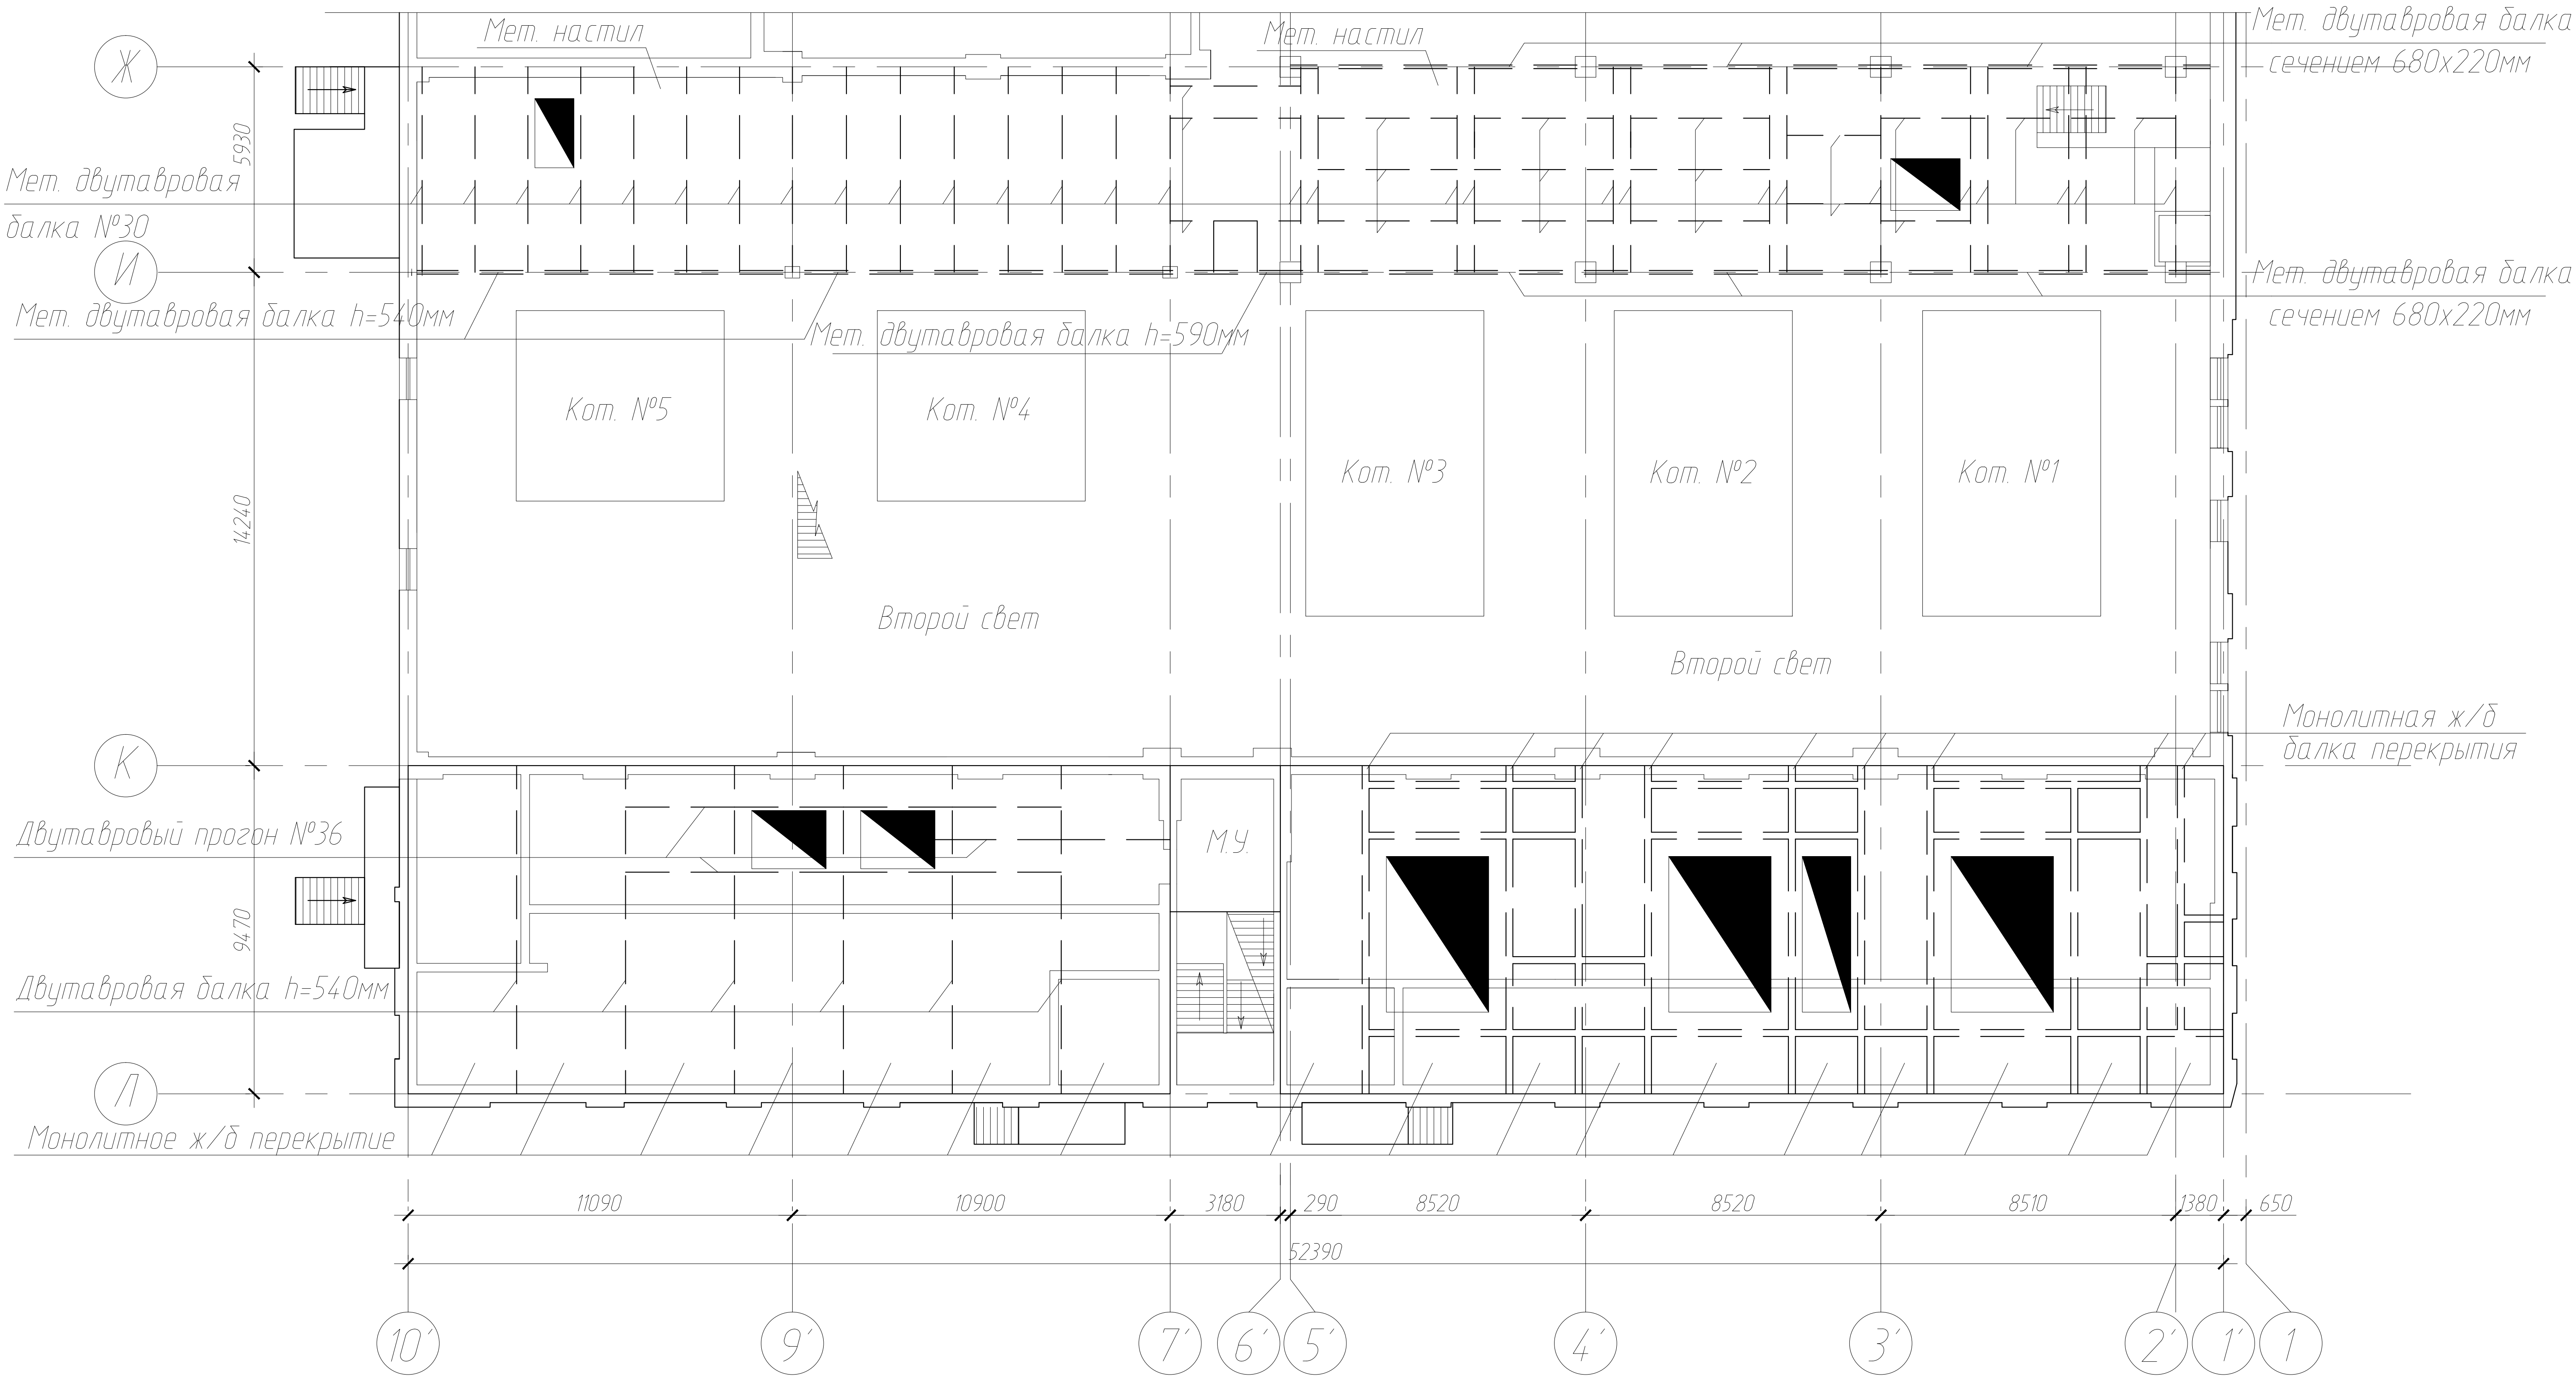 Мет. настил
Мет. настил
Мет. двутавровая балка
сечением 680х220мм
Ж
5930
Мет. двутавровая
балка №30
И
Мет. двутавровая балка
сечением 680х220мм
Мет. двутавровая балка h=540мм
Мет. двутавровая балка h=590мм
Кот. №5
Кот. №4
Кот. №3
Кот. №2
Кот. №1
14240
Второй свет
Второй свет
Монолитная ж/б
балка перекрытия
К
Двутавровый прогон №36
М.У.
9470
Двутавровая балка h=540мм
Л
Монолитное ж/б перекрытие
11090
10900
3180
290
8520
8520
8510
1380
650
52390
10'
9'
7'
6'
5'
4'
3'
2'
1'
1